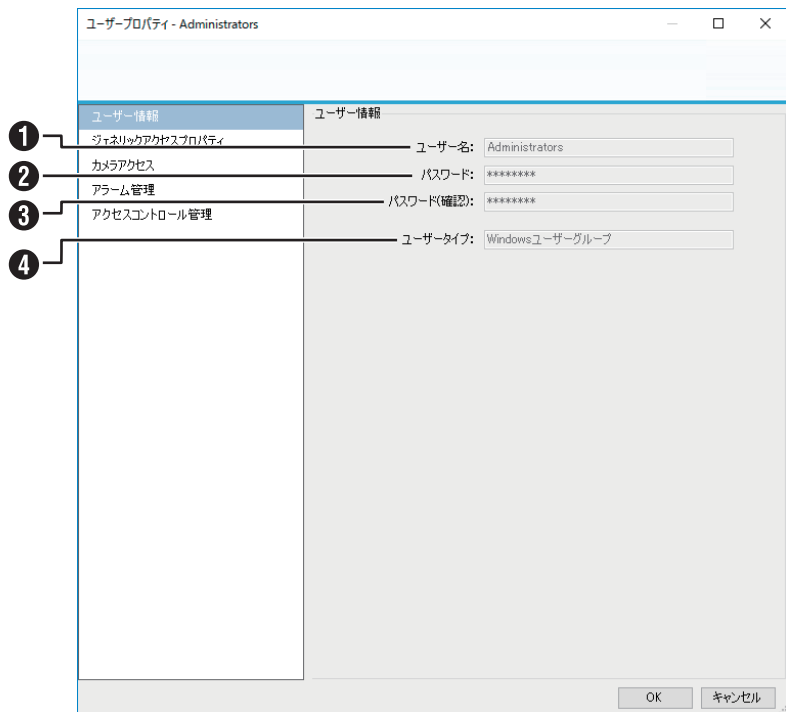 ユーザープロパティ - Administrators
ユーザー情報
ジェネリックアクセスプロパティ
カメラアクセス
アラーム管理
アクセスコントロール管理
ユーザー情報
❶
ユーザー名: Administrators
❷
パスワード: ********
❸
パスワード(確認): ********
❹
ユーザータイプ: Windowsユーザーグループ
OK キャンセル